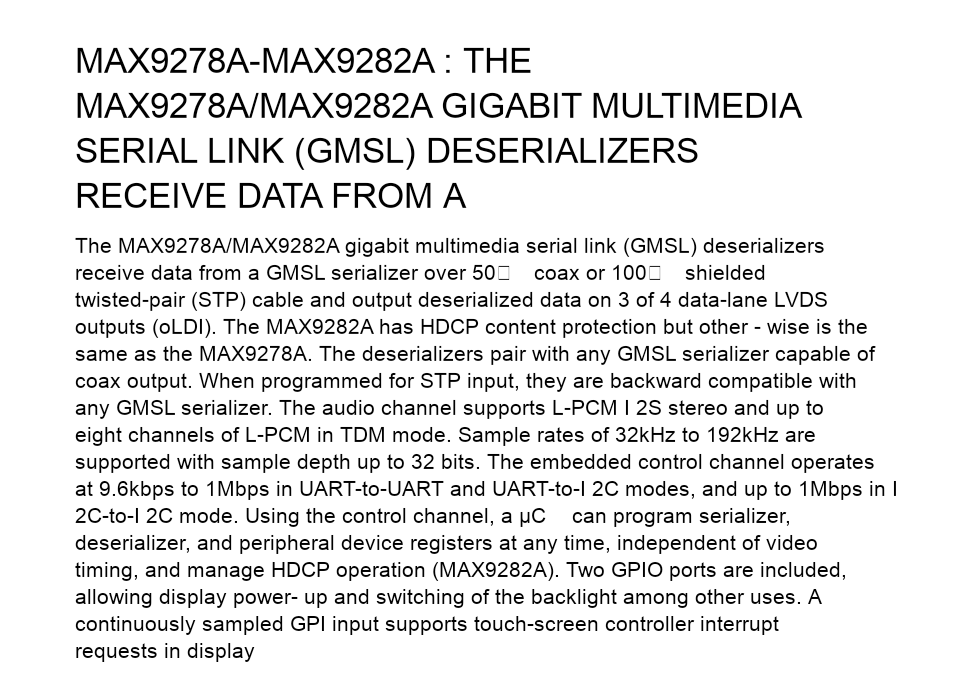 MAX9278A-MAX9282A : THE
MAX9278A/MAX9282A GIGABIT MULTIMEDIA
SERIAL LINK (GMSL) DESERIALIZERS
RECEIVE DATA FROM A
The MAX9278A/MAX9282A gigabit multimedia serial link (GMSL) deserializers
receive data from a GMSL serializer over 50□ coax or 100□ shielded
twisted-pair (STP) cable and output deserialized data on 3 of 4 data-lane LVDS
outputs (oLDI). The MAX9282A has HDCP content protection but other - wise is the
same as the MAX9278A. The deserializers pair with any GMSL serializer capable of
coax output. When programmed for STP input, they are backward compatible with
any GMSL serializer. The audio channel supports L-PCM I 2S stereo and up to
eight channels of L-PCM in TDM mode. Sample rates of 32kHz to 192kHz are
supported with sample depth up to 32 bits. The embedded control channel operates
at 9.6kbps to 1Mbps in UART-to-UART and UART-to-I 2C modes, and up to 1Mbps in I
2C-to-I 2C mode. Using the control channel, a µC can program serializer,
deserializer, and peripheral device registers at any time, independent of video
timing, and manage HDCP operation (MAX9282A). Two GPIO ports are included,
allowing display power- up and switching of the backlight among other uses. A
continuously sampled GPI input supports touch-screen controller interrupt
requests in display